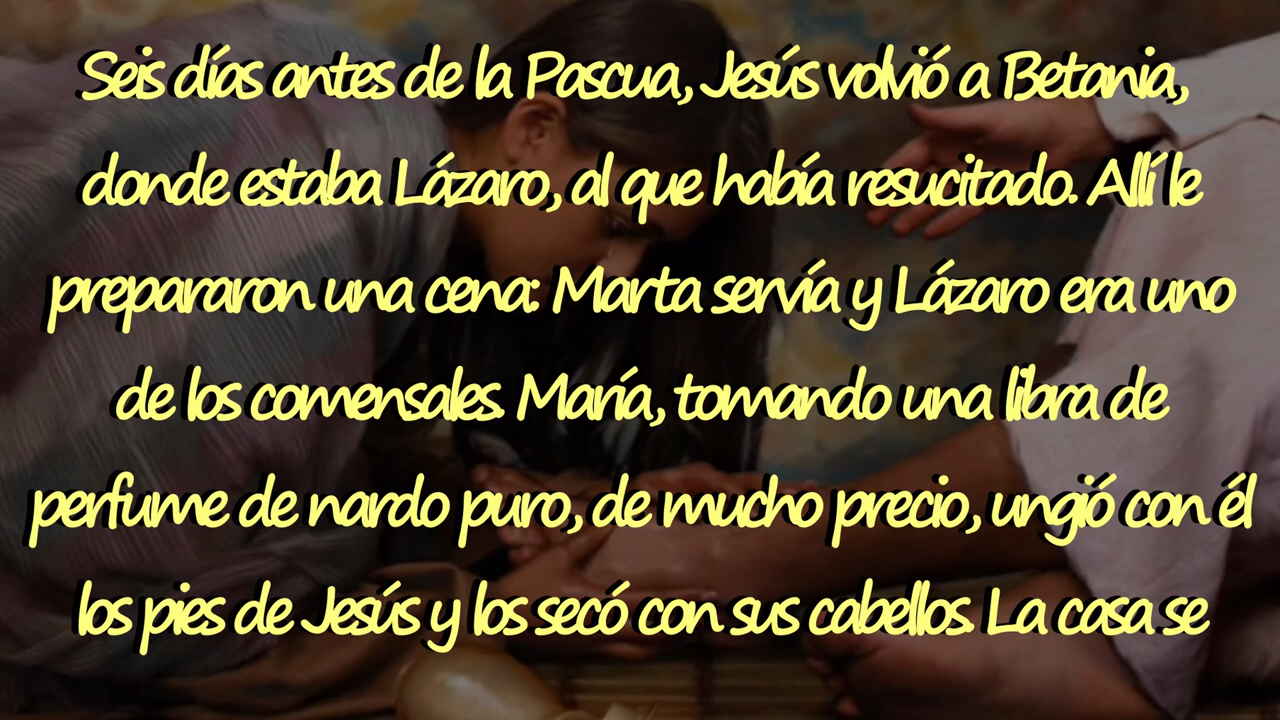 Seis días antes de la Pascua, Jesús volvió a Betania,
donde estaba Lázaro, al que había resucitado. Allí le
prepararon una cena: Marta servía y Lázaro era uno
de los comensales. María, tomando una libra de
perfume de nardo puro, de mucho precio, ungió con él
los pies de Jesús y los secó con sus cabellos. La casa se